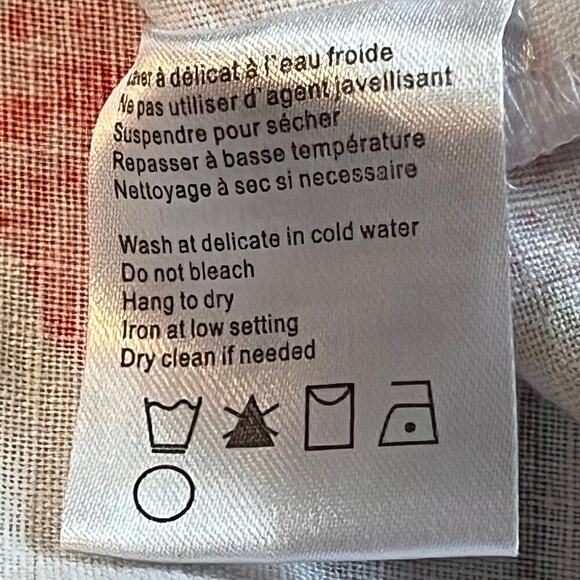 à délicat à l'eau froide
Ne pas utiliser d'agent javellisant
Suspendre pour sécher
Repasser à basse température
Nettoyage à sec si necessaire
Wash at delicate in cold water
Do not bleach
Hang to dry
Iron at low setting
Dry clean if needed